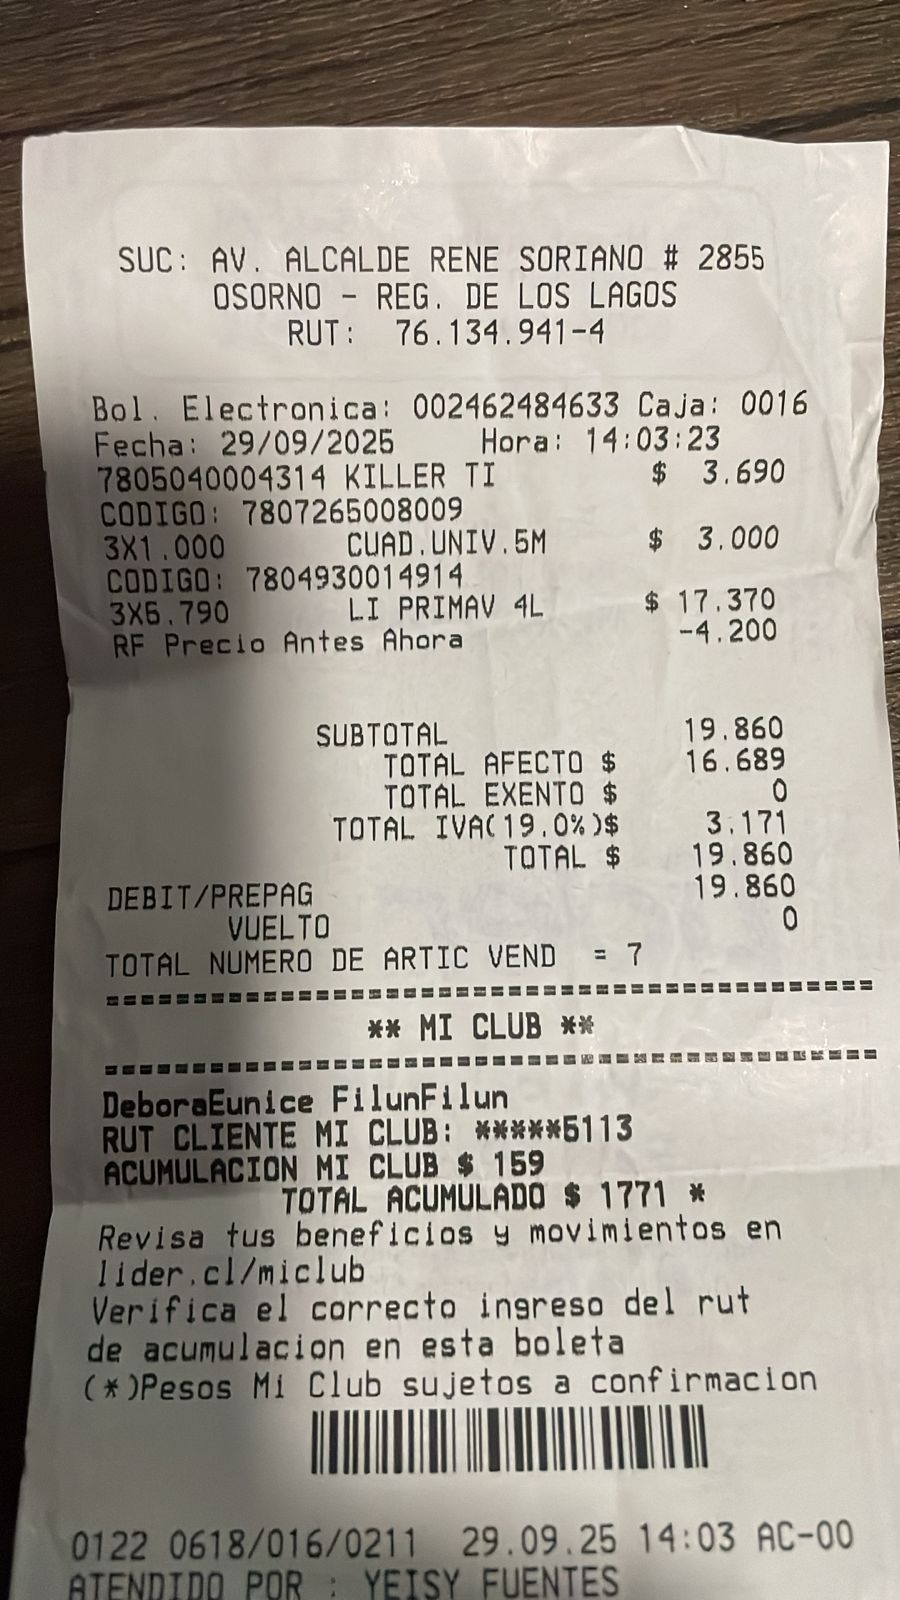 SUC: AV. ALCALDE RENE SORIANO # 2855
OSORNO - REG. DE LOS LAGOS
RUT: 76.134.941-4
Bol. Electronica: 002462484633 Caja: 0016
Fecha: 29/09/2025 Hora: 14:03:23
7805040004314 KILLER TI $ 3.690
CODIGO: 7807265008009
3X1.000 CUAD.UNIV.5M $ 3.000
CODIGO: 7804930014914
3X5.790 LI PRIMAV 4L $ 17.370
RF Precio Antes Ahora -4.200
SUBTOTAL 19.860
TOTAL AFECTO $ 16.689
TOTAL EXENTO $ 0
TOTAL IVA(19.0%)$ 3.171
TOTAL $ 19.860
DEBIT/PREPAG 19.860
VUELTO 0
TOTAL NUMERO DE ARTIC VEND = 7
** MI CLUB **
DeboraEunice FilunFilun
RUT CLIENTE MI CLUB: *****5113
ACUMULACION MI CLUB $ 159
TOTAL ACUMULADO $ 1771 *
Revisa tus beneficios y movimientos en
lider.cl/miclub
Verifica el correcto ingreso del rut
de acumulacion en esta boleta
(*)Pesos Mi Club sujetos a confirmacion
0122 0618/016/0211 29.09.25 14:03 AC-00
ATENDIDO POR : YEISY FUENTES